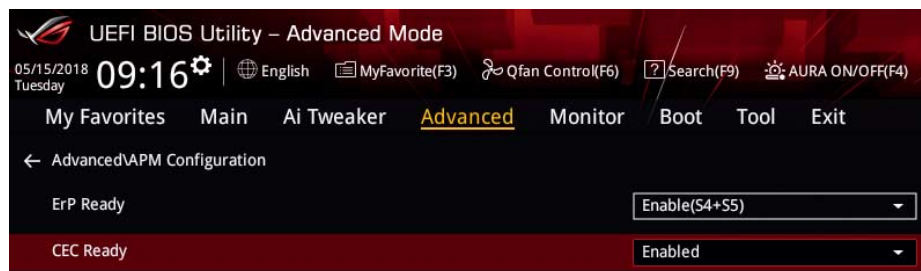 UEFI BIOS Utility – Advanced Mode
05/15/2018 Tuesday 09:16 English MyFavorite(F3) Qfan Control(F6) ? Search(F9) AURA ON/OFF(F4)
My Favorites Main Ai Tweaker Advanced Monitor Boot Tool Exit
← Advanced\APM Configuration
ErP Ready Enable(S4+S5)
CEC Ready Enabled